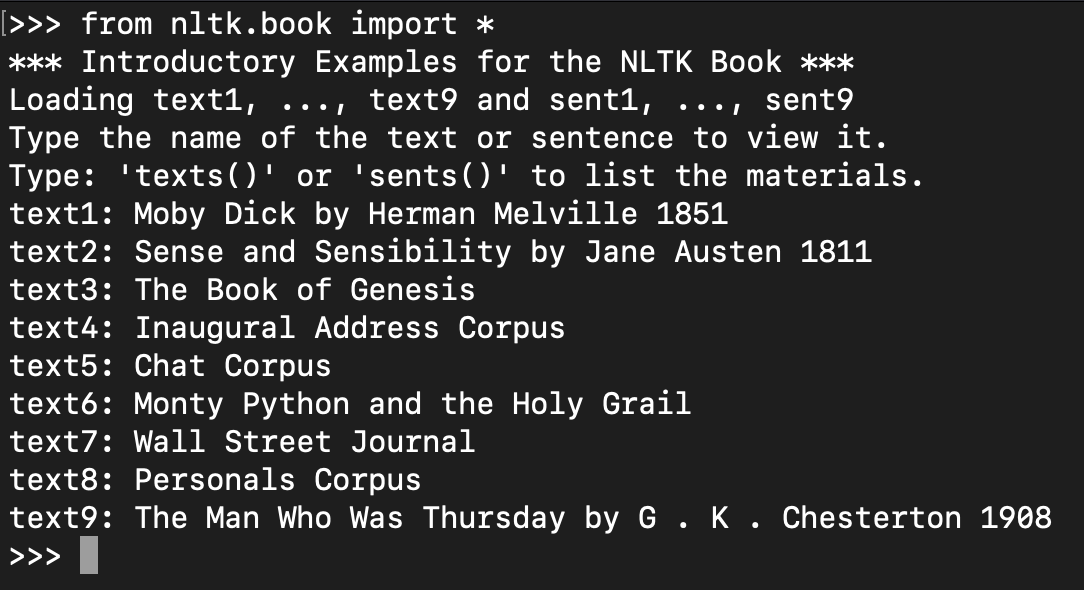 >>> from nltk.book import *
*** Introductory Examples for the NLTK Book ***
Loading text1, ..., text9 and sent1, ..., sent9
Type the name of the text or sentence to view it.
Type: 'texts()' or 'sents()' to list the materials.
text1: Moby Dick by Herman Melville 1851
text2: Sense and Sensibility by Jane Austen 1811
text3: The Book of Genesis
text4: Inaugural Address Corpus
text5: Chat Corpus
text6: Monty Python and the Holy Grail
text7: Wall Street Journal
text8: Personals Corpus
text9: The Man Who Was Thursday by G . K . Chesterton 1908
>>>